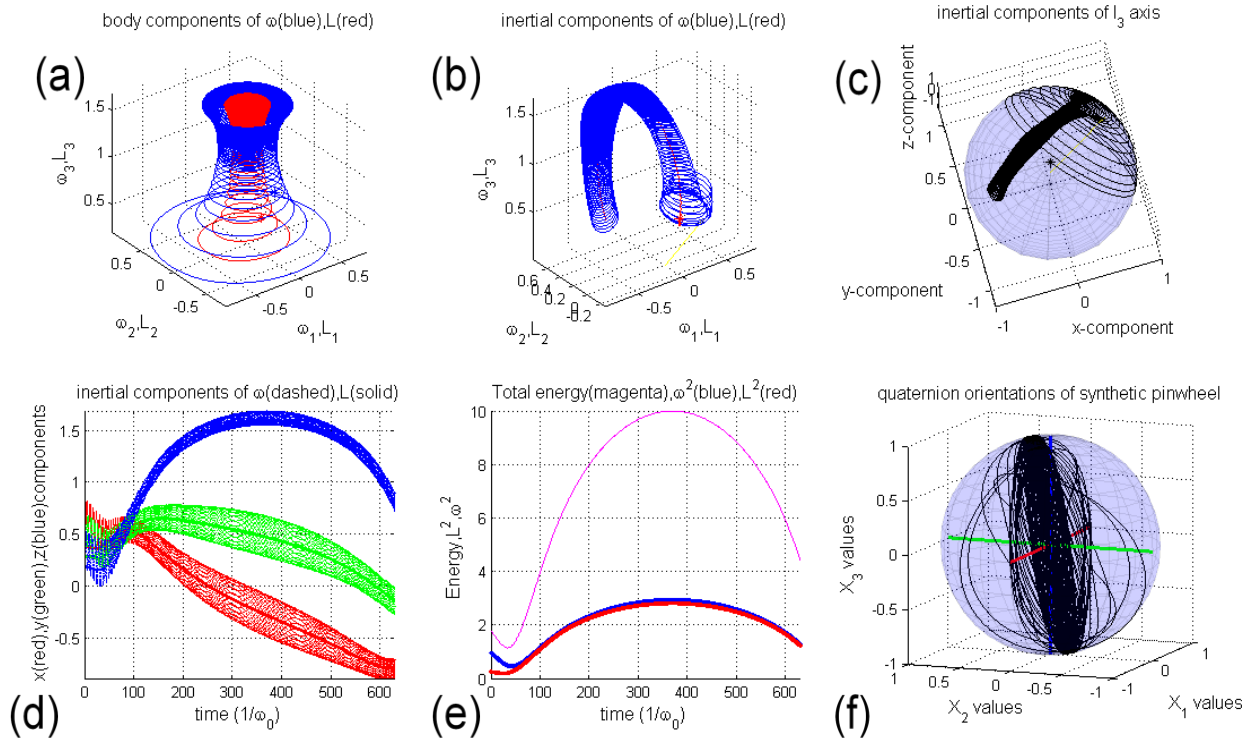 body components of ω(blue),L(red)
(a)
1.5
1
0.5
ω3,L3
0.5
0
-0.5
ω2,L2
-0.5
0
0.5
ω1,L1
inertial components of ω(blue),L(red)
(b)
1.5
1
0.5
ω3,L3
0.6
0.4
0.2
0
-0.2
ω2,L2
-0.5
0
0.5
ω1,L1
inertial components of I3 axis
(c)
z-component
1
0
-1
1
0.5
0
-0.5
-1
y-component
-1
0
1
x-component
inertial components of ω(dashed),L(solid)
x(red),y(green),z(blue)components
1.5
1
0.5
0
-0.5
0
100
200
300
400
500
600
time (1/ω0)
(d)
Total energy(magenta),ω2(blue),L2(red)
Energy,L2,ω2
10
8
6
4
2
0
0
100
200
300
400
500
600
time (1/ω0)
(e)
quaternion orientations of synthetic pinwheel
X3 values
1
0.5
0
-0.5
-1
1
0.5
0
-0.5
-1
X2 values
-1
0
1
X1 values
(f)